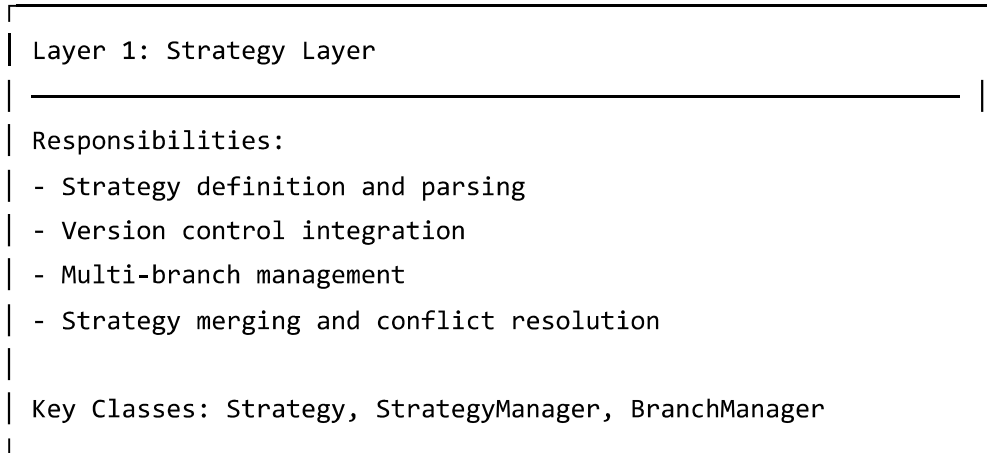 Layer 1: Strategy Layer
Responsibilities:
- Strategy definition and parsing
- Version control integration
- Multi-branch management
- Strategy merging and conflict resolution
Key Classes: Strategy, StrategyManager, BranchManager